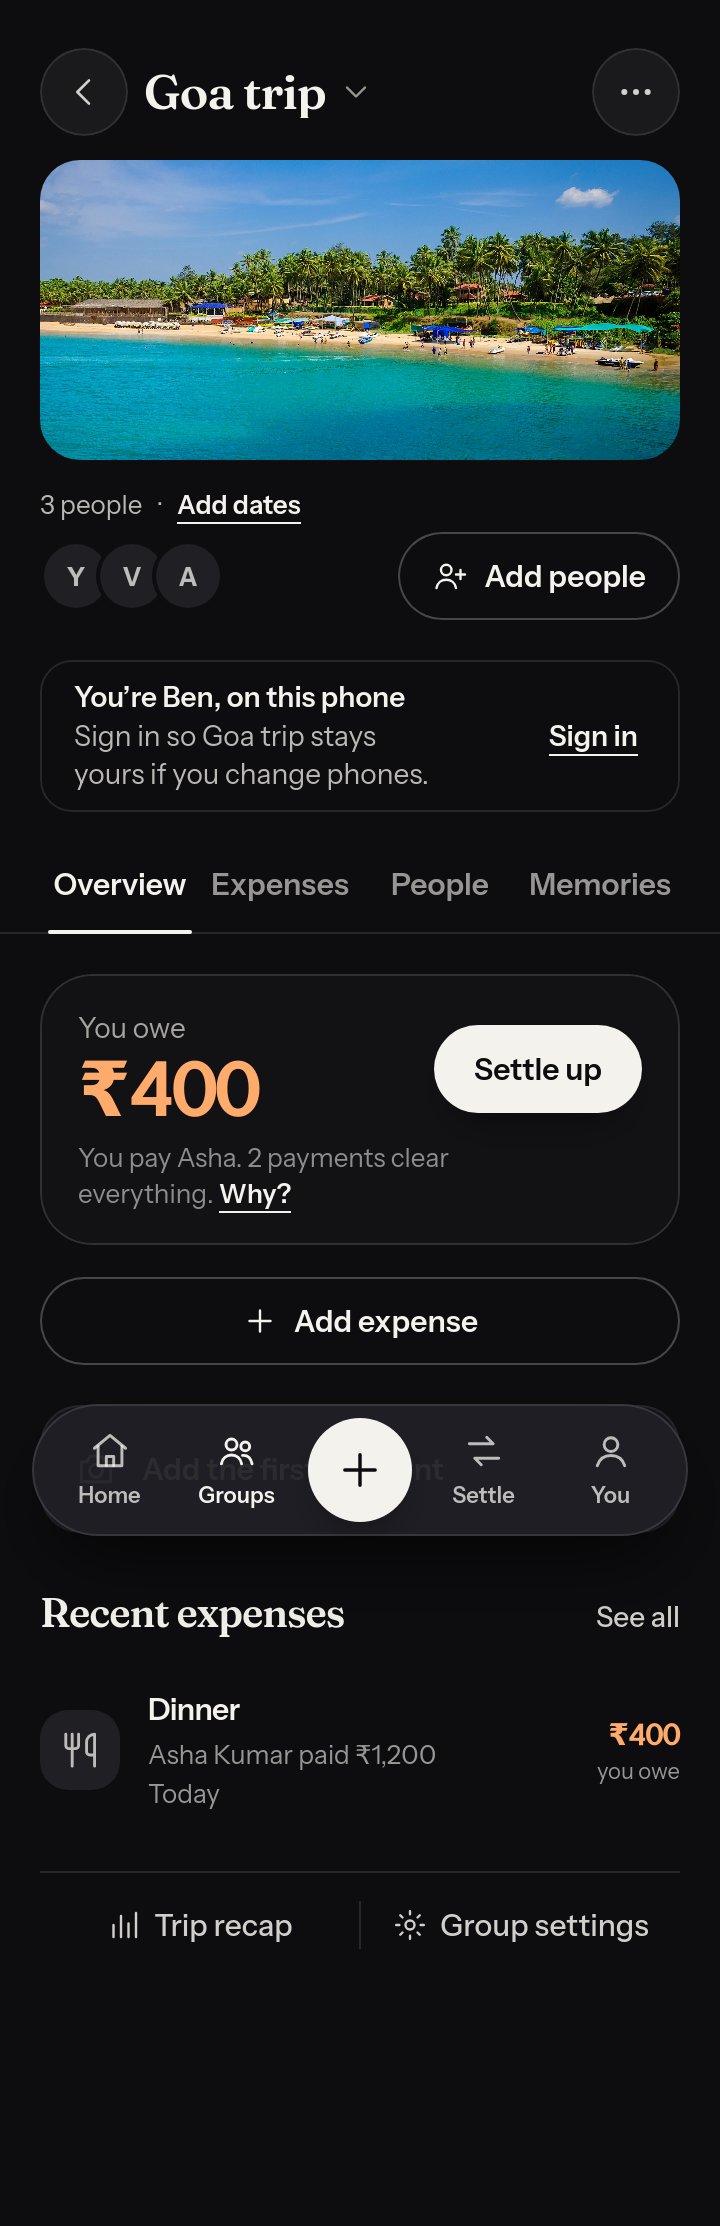 Goa trip
3 people · Add dates
Y V A
Add people
You’re Ben, on this phone
Sign in so Goa trip stays
yours if you change phones.
Sign in
Overview Expenses People Memories
You owe
₹400
Settle up
You pay Asha. 2 payments clear
everything. Why?
Add expense
Add the first
Home Groups Settle You
Recent expenses
See all
Dinner
Asha Kumar paid ₹1,200
Today
₹400
you owe
Trip recap
Group settings